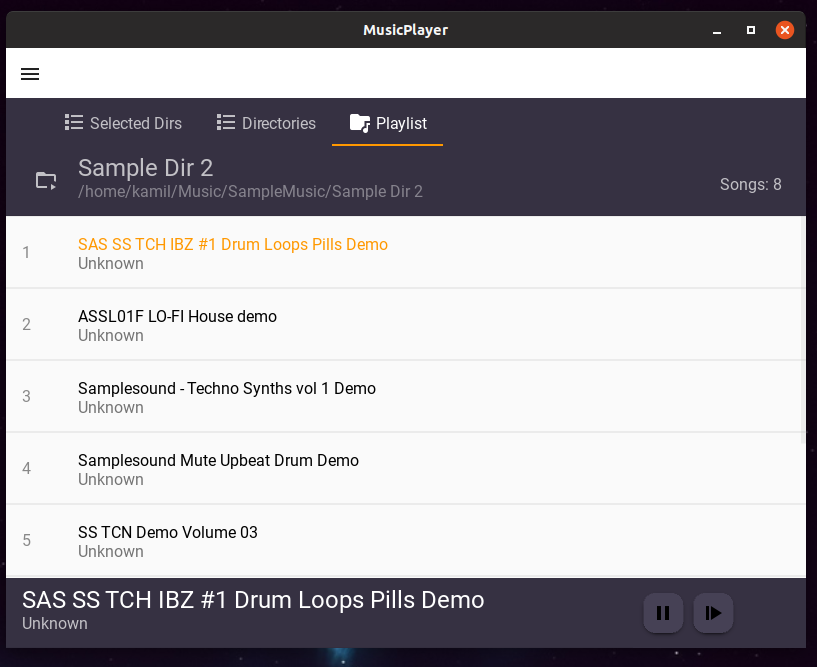 MusicPlayer
Selected Dirs Directories Playlist
Sample Dir 2
/home/kamil/Music/SampleMusic/Sample Dir 2
Songs: 8
1
SAS SS TCH IBZ #1 Drum Loops Pills Demo
Unknown
2
ASSL01F LO-FI House demo
Unknown
3
Samplesound - Techno Synths vol 1 Demo
Unknown
4
Samplesound Mute Upbeat Drum Demo
Unknown
5
SS TCN Demo Volume 03
Unknown
SAS SS TCH IBZ #1 Drum Loops Pills Demo
Unknown